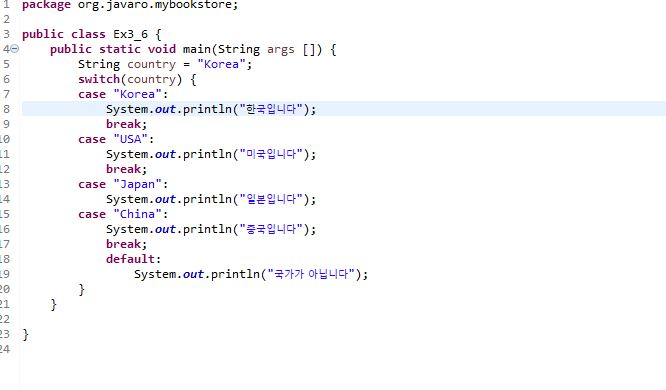 1 package org.javaro.mybookstore;
2
3 public class Ex3_6 {
4 public static void main(String args []) {
5 String country = "Korea";
6 switch(country) {
7 case "Korea":
8 System.out.println("한국입니다");
9 break;
10 case "USA":
11 System.out.println("미국입니다");
12 break;
13 case "Japan":
14 System.out.println("일본입니다");
15 case "China":
16 System.out.println("중국입니다");
17 break;
18 default:
19 System.out.println("국가가 아닙니다");
20 }
21 }
22
23 }
24